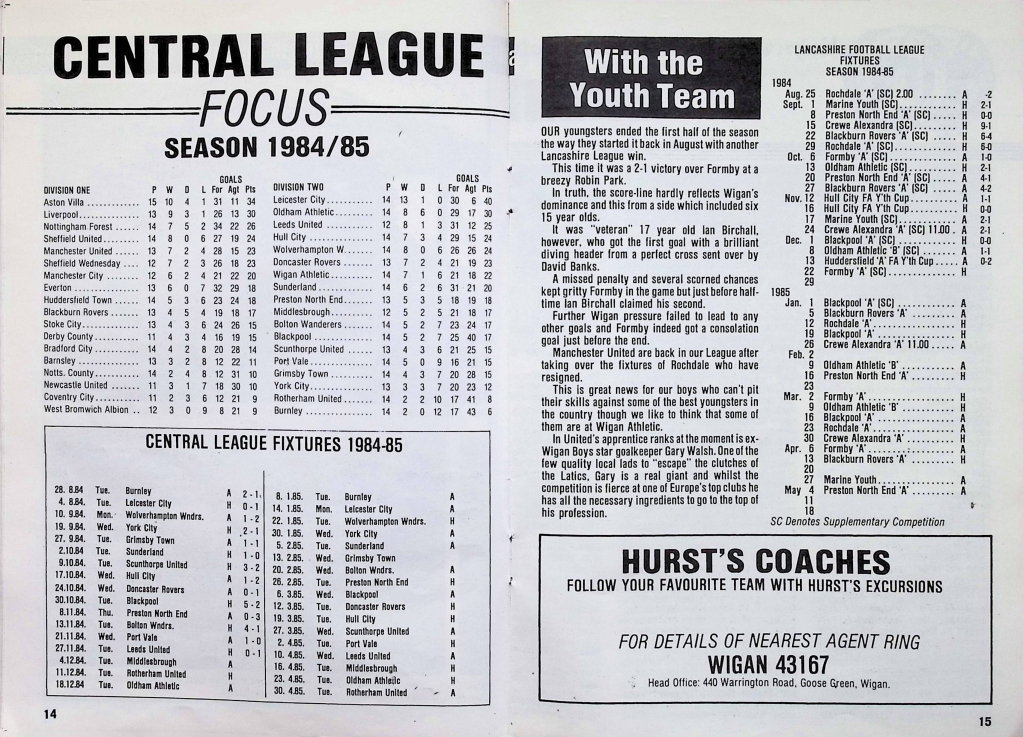 CENTRAL LEAGUE
FOCUS
SEASON 1984/85
GOALS
DIVISION ONE P W D L For Agt Pts
Aston Villa ............. 15 10 4 1 31 11 34
Liverpool............... 13 9 3 1 26 13 30
Nottingham Forest ....... 14 7 5 2 34 22 26
Sheffield United......... 14 8 0 6 27 19 24
Manchester United ....... 13 7 2 4 28 15 23
Sheffield Wednesday .... 12 7 2 3 26 18 23
Manchester City ......... 12 6 2 4 21 22 20
Everton ................. 13 6 0 7 32 29 18
Huddersfield Town ...... 14 5 3 6 23 24 18
Blackburn Rovers ....... 13 4 5 4 19 18 17
Stoke City............... 13 4 3 6 24 26 15
Derby County ............ 11 4 3 4 16 19 15
Bradford City ........... 14 4 2 8 20 28 14
Barnsley ................ 13 3 2 8 12 22 11
Notts. County ........... 14 2 4 8 12 31 10
Newcastle United ....... 11 3 1 7 18 30 10
Coventry City............ 11 2 3 6 12 21 9
West Bromwich Albion .. 12 3 0 9 8 21 9
GOALS
DIVISION TWO P W D L For Agt Pts
Leicester City............ 14 13 1 0 30 6 40
Oldham Athletic......... 14 8 6 0 29 17 30
Leeds United ............ 12 8 1 3 31 12 25
Hull City ................ 14 7 3 4 29 15 24
Wolverhampton W....... 14 8 0 6 26 26 24
Doncaster Rovers ....... 13 7 2 4 21 19 23
Wigan Athletic.......... 14 7 1 6 21 18 22
Sunderland ............. 14 6 2 6 31 21 20
Preston North End....... 13 5 3 5 18 19 18
Middlesbrough.......... 12 5 2 5 21 18 17
Bolton Wanderers ....... 14 5 2 7 23 24 17
Blackpool ............... 14 5 2 7 25 40 17
Scunthorpe United ...... 13 4 3 6 21 25 15
Port Vale................ 14 5 0 9 16 21 15
Grimsby Town .......... 14 4 3 7 20 28 15
York City................ 13 3 3 7 20 23 12
Rotherham United ...... 14 2 2 10 17 41 8
Burnley ................. 14 2 0 12 17 43 6
CENTRAL LEAGUE FIXTURES 1984-85
28. 8.84 Tue. Burnley A 2-1
4. 8.84 Tue. Leicester City H 0-1
10. 9.84 Mon. Wolverhampton Wndrs. A 1-2
19. 9.84 Wed. York City H 2-1
27. 9.84 Tue. Grimsby Town A 1-1
2.10.84 Tue. Sunderland H 1-0
9.10.84 Tue. Scunthorpe United H 3-2
17.10.84 Wed. Hull City A 1-2
24.10.84 Wed. Doncaster Rovers A 0-1
30.10.84 Tue. Blackpool H 5-2
8.11.84 Thu. Preston North End A 0-3
13.11.84. Tue. Bolton Wndrs. H 4-1
21.11.84. Wed. Port Vale A 1-0
27.11.84 Tue. Leeds United H 0-1
4.12.84 Tue. Middlesbrough A
11.12.84 Tue. Rotherham United H
18.12.84 Tue. Oldham Athletic A
8. 1.85. Tue. Burnley A
14. 1.85. Mon. Leicester City A
22. 1.85. Tue. Wolverhampton Wndrs. H
30. 1.85. Wed. York City A
5. 2.85. Tue. Sunderland A
13. 2.85. Wed. Grimsby Town
20. 2.85. Wed. Bolton Wndrs. A
26. 2.85. Tue. Preston North End H
6. 3.85. Wed. Blackpool A
12. 3.85. Tue. Doncaster Rovers H
19. 3.85. Tue. Hull City H
27. 3.85. Wed. Scunthorpe United A
2. 4.85. Tue. Port Vale H
10. 4.85. Wed. Leeds United A
16. 4.85. Tue. Middlesbrough H
23. 4.85. Tue. Oldham Athletic H
30. 4.85. Tue. Rotherham United A
14
With the
Youth Team
OUR youngsters ended the first half of the season
the way they started it back in August with another
Lancashire League win.
This time it was a 2-1 victory over Formby at a
breezy Robin Park.
In truth, the score-line hardly reflects Wigan's
dominance and this from a side which included six
15 year olds.
It was "veteran" 17 year old Ian Birchall,
however, who got the first goal with a brilliant
diving header from a perfect cross sent over by
David Banks.
A missed penalty and several scorned chances
kept gritty Formby in the game but just before half-
time Ian Birchall claimed his second.
Further Wigan pressure failed to lead to any
other goals and Formby indeed got a consolation
goal just before the end.
Manchester United are back in our League after
taking over the fixtures of Rochdale who have
resigned.
This is great news for our boys who can't pit
their skills against some of the best youngsters in
the country though we like to think that some of
them are at Wigan Athletic.
In United's apprentice ranks at the moment is ex-
Wigan Boys star goalkeeper Gary Walsh. One of the
few quality local lads to "escape" the clutches of
the Latics, Gary is a real giant and whilst the
competition is fierce at one of Europe's top clubs he
has all the necessary ingredients to go to the top of
his profession.
LANCASHIRE FOOTBALL LEAGUE
FIXTURES
SEASON 1984-85
1984
Aug. 25 Rochdale 'A' (SC) 2.00 ........ A -2
Sept. 1 Marine Youth (SC)............ H 2-1
8 Preston North End 'A' (SC)..... H 0-0
15 Crewe Alexandra (SC)......... H 9-1
22 Blackburn Rovers 'A' (SC) ..... H 6-4
29 Rochdale 'A' (SC)............. H 6-0
Oct. 6 Formby 'A' (SC).............. A 1-0
13 Oldham Athletic (SC).......... H 2-1
20 Preston North End 'A' (SC)..... A 4-1
27 Blackburn Rovers 'A' (SC) ..... A 4-2
Nov. 12 Hull City FA Y'th Cup.......... A 1-1
16 Hull City FA Y'th Cup.......... H 0-0
17 Marine Youth (SC)............ A 2-1
24 Crewe Alexandra 'A' (SC) 11.00 . A 2-1
Dec. 1 Blackpool 'A' (SC) ............ H 0-0
8 Oldham Athletic 'B' (SC)....... A 1-1
13 Huddersfield 'A' FA Y'th Cup.... A 0-2
22 Formby 'A' (SC).............. H
29
1985
Jan. 1 Blackpool 'A' (SC) ............ A
5 Blackburn Rovers 'A' .......... A
12 Rochdale 'A'................. H
19 Blackpool 'A'................ H
26 Crewe Alexandra 'A' 11.00 ..... A
Feb. 2
9 Oldham Athletic 'B' ........... A
16 Preston North End 'A'.......... H
23
Mar. 2 Formby 'A'.................. H
9 Oldham Athletic 'B' ........... H
16 Blackpool 'A'................ A
23 Rochdale 'A'................. A
30 Crewe Alexandra 'A' .......... H
Apr. 6 Formby 'A'.................. A
13 Blackburn Rovers 'A' .......... H
20
27 Marine Youth................ A
May 4 Preston North End 'A' ......... A
11
18
SC Denotes Supplementary Competition
HURST'S COACHES
FOLLOW YOUR FAVOURITE TEAM WITH HURST'S EXCURSIONS
FOR DETAILS OF NEAREST AGENT RING
WIGAN 43167
Head Office: 440 Warrington Road, Goose Green, Wigan.
15